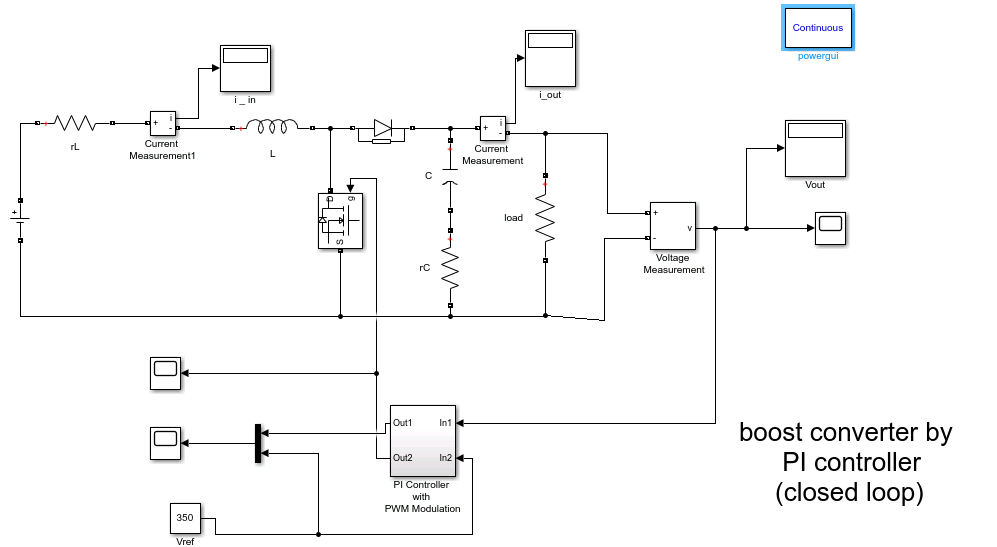 Continuous
powergui
i _ in
i_out
rL
+
i
-
Current
Measurement1
L
+
i
-
Current
Measurement
C
load
Vout
D
g
S
+
-
v
Voltage
Measurement
rC
+
Out1
In1
Out2
In2
PI Controller
with
PWM Modulation
350
Vref
boost converter by
PI controller
(closed loop)